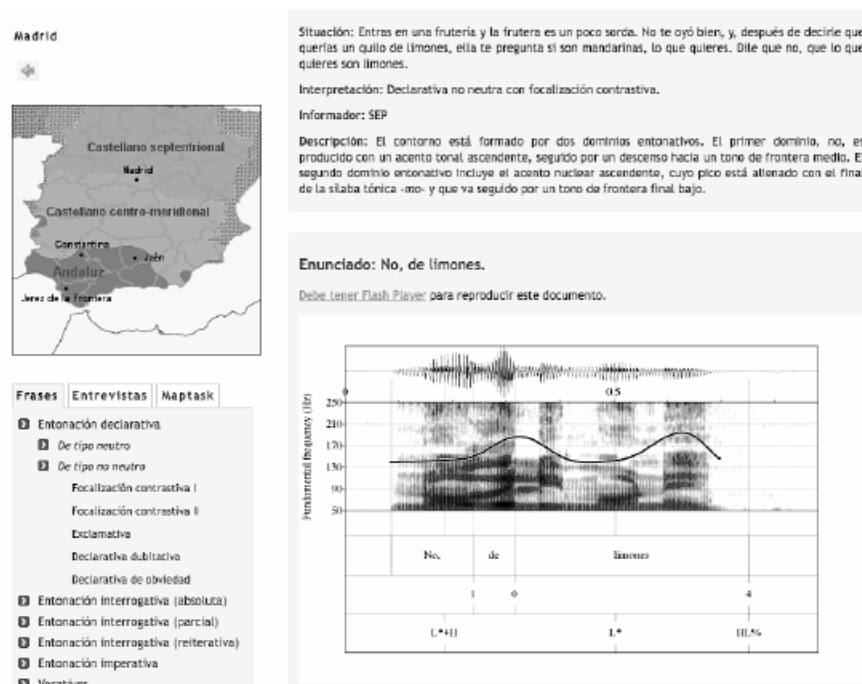 Madrid
Castellano septentrional
Madrid
Castellano centro-meridional
Constantina
Jaén
Andaluz
Jerez de la Frontera
Frases
Entrevistas
Maptask
Entonación declarativa
De tipo neutro
De tipo no neutro
Focalización contrastiva I
Focalización contrastiva II
Exclamativa
Declarativa dubitativa
Declarativa de obviedad
Entonación interrogativa (absoluta)
Entonación interrogativa (parcial)
Entonación interrogativa (reiterativa)
Entonación imperativa
Vocativos
Situación: Entras en una frutería y la frutera es un poco sorda. No te oyó bien, y, después de decirle que
querías un quilo de limones, ella te pregunta si son mandarinas, lo que quieres. Dile que no, que lo que
quieres son limones.
Interpretación: Declarativa no neutra con focalización contrastiva.
Informador: SEP
Descripción: El contorno está formado por dos dominios entonativos. El primer dominio, no, es
producido con un acento tonal ascendente, seguido por un descenso hacia un tono de frontera medio. El
segundo dominio entonativo incluye el acento nuclear ascendente, cuyo pico está alienado con el final
de la sílaba tónica -mo- y que va seguido por un tono de frontera final bajo.
Enunciado: No, de limones.
Debe tener Flash Player para reproducir este documento.
0
0.5
Fundamental frequency (Hz)
250
210
170
130
90
50
No,
de
limones
1
0
4
L*+H
L*
HL%